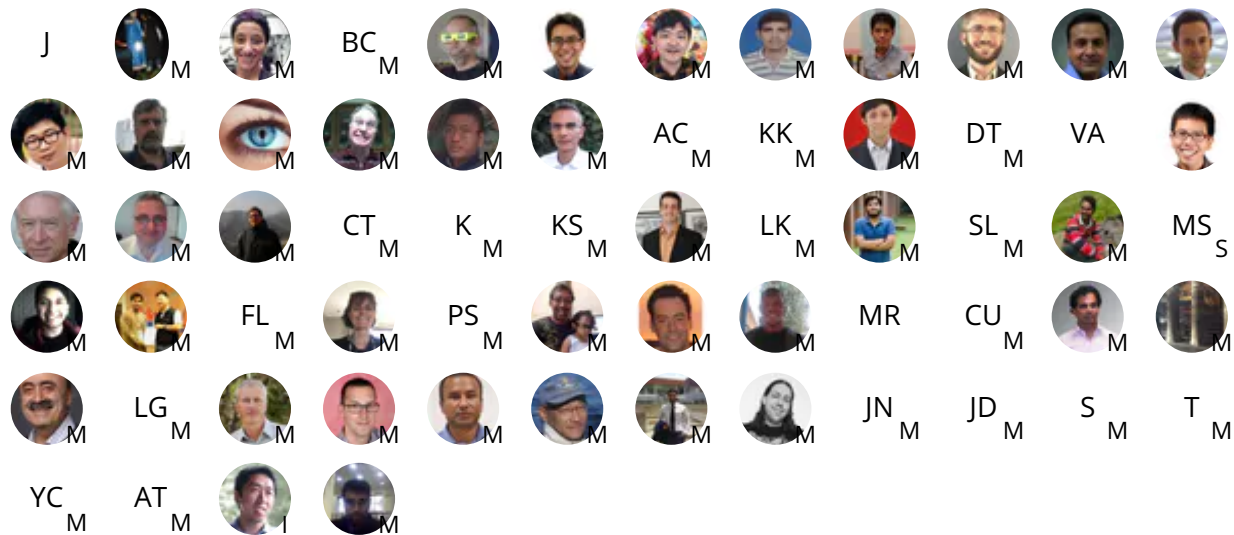 J BC
M M M M M M M M M M
AC KK DT VA
M M M M M M M M M M
CT K KS LK SL MS
M M M M M M M M M M M S
FL PS MR CU
M M M M M M M M M M M
LG JN JD S T
M M M M M M M M M M M M
YC AT
M M I M